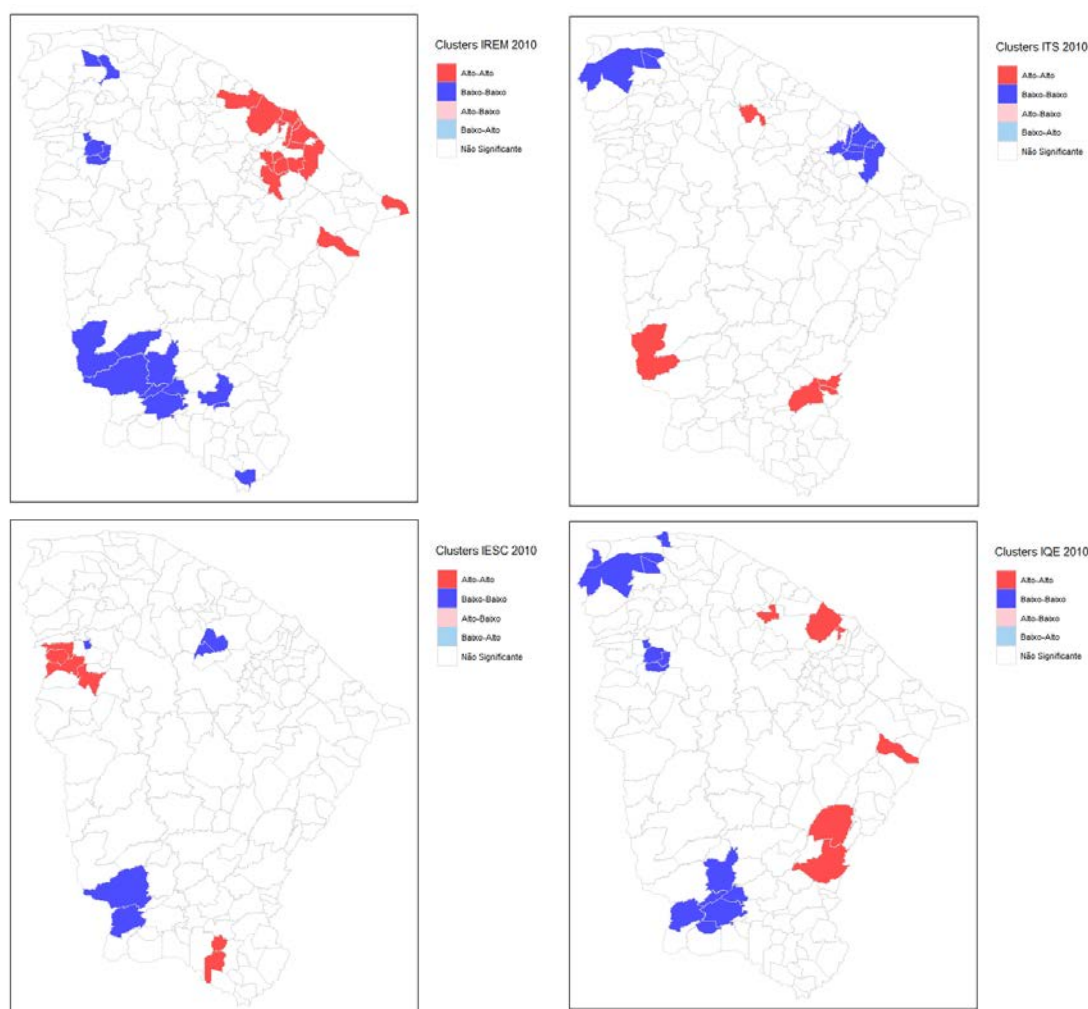 Clusters IREM 2010
Alto-Alto
Baixo-Baixo
Alto-Baixo
Baixo-Alto
Não Significante
Clusters ITS 2010
Alto-Alto
Baixo-Baixo
Alto-Baixo
Baixo-Alto
Não Significante
Clusters IESC 2010
Alto-Alto
Baixo-Baixo
Alto-Baixo
Baixo-Alto
Não Significante
Clusters IQE 2010
Alto-Alto
Baixo-Baixo
Alto-Baixo
Baixo-Alto
Não Significante